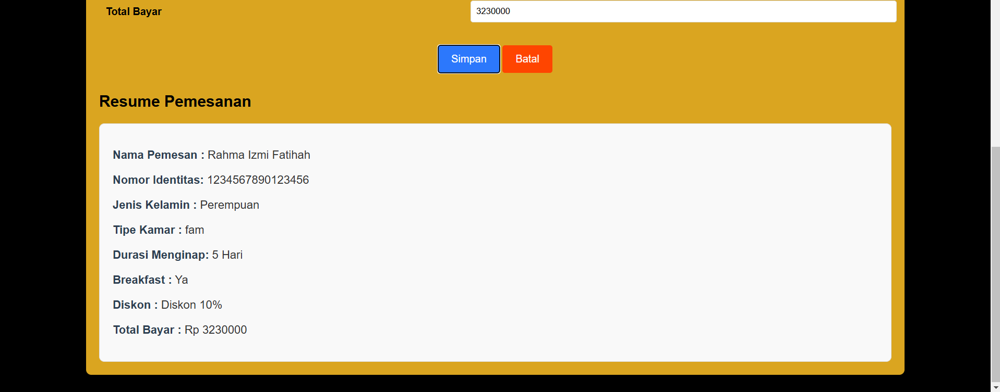 Total Bayar 3230000
Simpan Batal
Resume Pemesanan
Nama Pemesan : Rahma Izmi Fatihah
Nomor Identitas: 1234567890123456
Jenis Kelamin : Perempuan
Tipe Kamar : fam
Durasi Menginap: 5 Hari
Breakfast : Ya
Diskon : Diskon 10%
Total Bayar : Rp 3230000